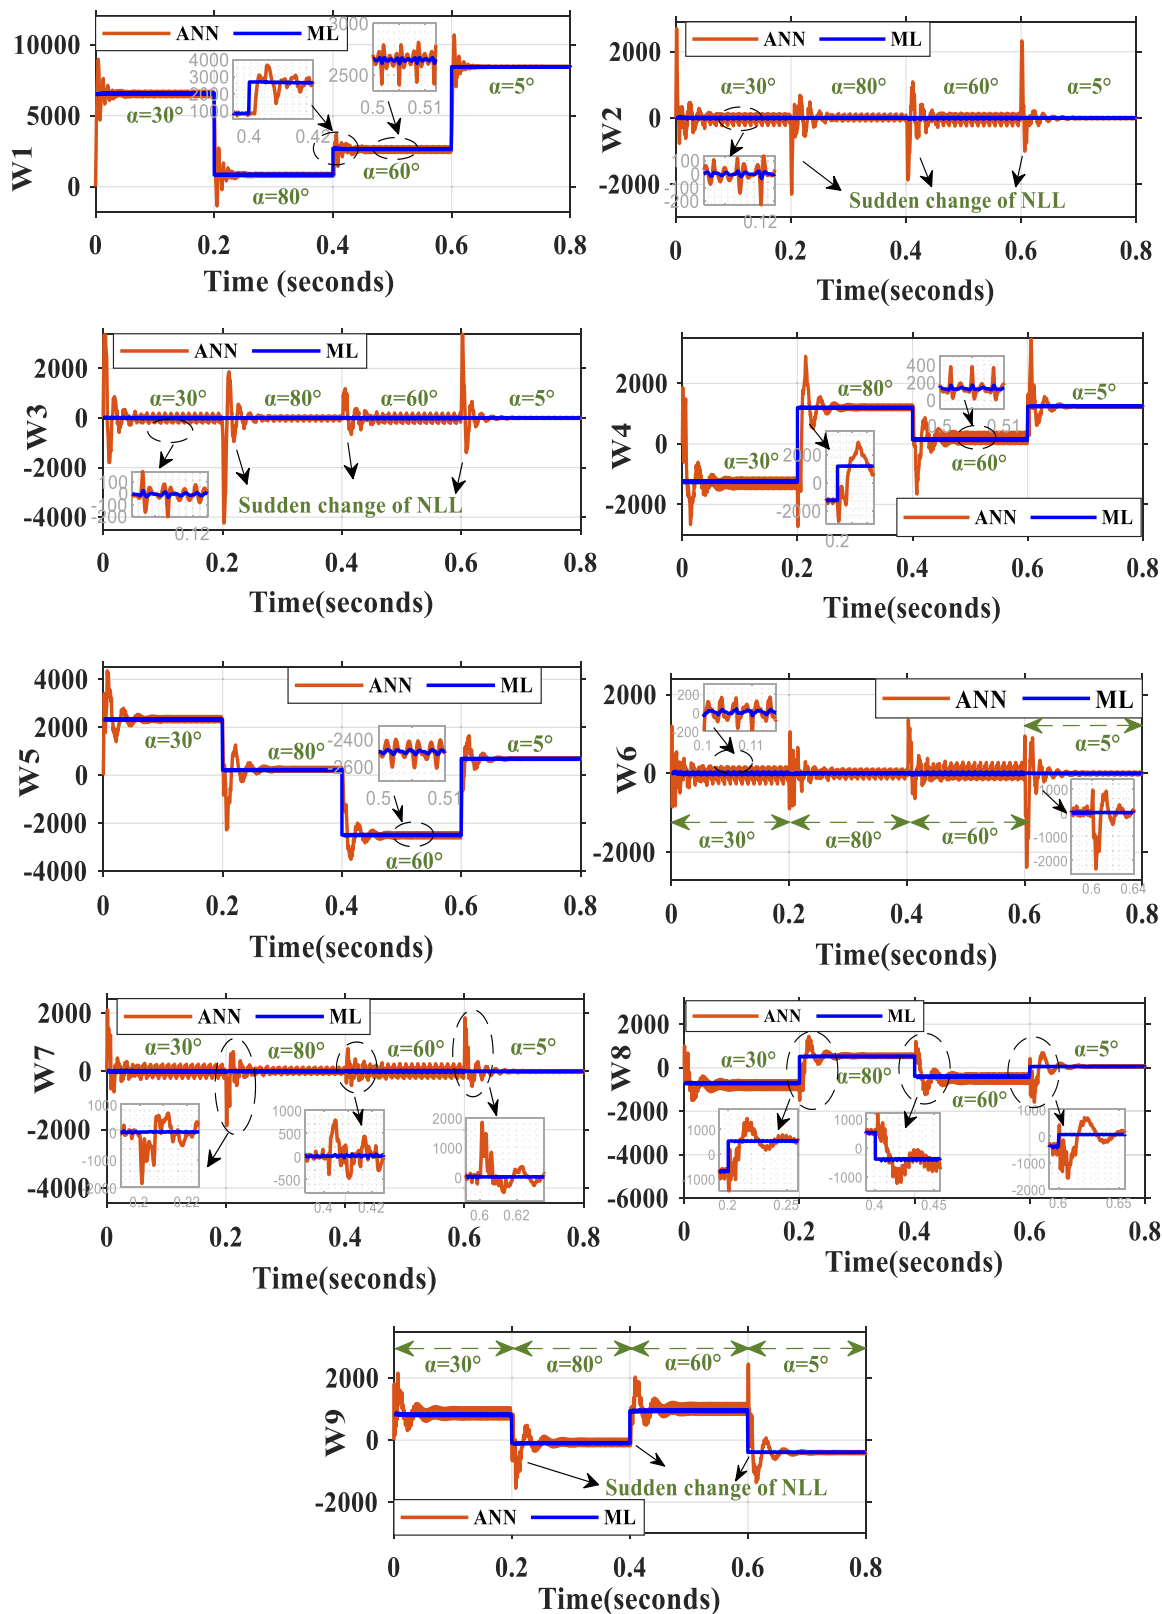 ANN ML
3000
2500
0.5 0.51
4000
3000
2000
1000
0.4 0.42
10000
5000
0
W1
α=30°
α=80°
α=60°
α=5°
0 0.2 0.4 0.6 0.8
Time (seconds)
ANN ML
2000
0
-2000
W2
α=30° α=80° α=60° α=5°
100
0
-100
-200
0.12
Sudden change of NLL
0 0.2 0.4 0.6 0.8
Time(seconds)
ANN ML
2000
0
-2000
-4000
W3
α=30° α=80° α=60° α=5°
100
0
-100
-200
0.12
Sudden change of NLL
0 0.2 0.4 0.6 0.8
Time(seconds)
2000
0
-2000
W4
α=30°
α=80°
α=60°
α=5°
400
200
0
0.5 0.51
2000
0
-2000
0.2
ANN ML
0 0.2 0.4 0.6 0.8
Time(seconds)
ANN ML
4000
2000
0
-2000
-4000
W5
α=30°
α=80°
α=60°
α=5°
-2400
-2600
0.5 0.51
0 0.2 0.4 0.6 0.8
Time(seconds)
ANN ML
2000
0
-2000
W6
200
0
-200
0.1 0.11
α=5°
α=30° α=80° α=60°
1000
0
-1000
-2000
0.6 0.64
0 0.2 0.4 0.6 0.8
Time(seconds)
ANN ML
2000
0
-2000
-4000
W7
α=30° α=80° α=60° α=5°
1000
0
-1000
-2000
0.2 0.22
1000
500
0
-500
0.4 0.42
2000
1000
0
0.6 0.62
0 0.2 0.4 0.6 0.8
Time(seconds)
ANN ML
2000
0
-2000
-4000
-6000
W8
α=30°
α=80°
α=60°
α=5°
1000
0
-1000
0.2 0.25
1000
0
-1000
0.4 0.45
1000
0
-1000
-2000
0.6 0.65
0 0.2 0.4 0.6 0.8
Time(seconds)
α=30° α=80° α=60° α=5°
2000
0
-2000
W9
Sudden change of NLL
ANN ML
0 0.2 0.4 0.6 0.8
Time(seconds)